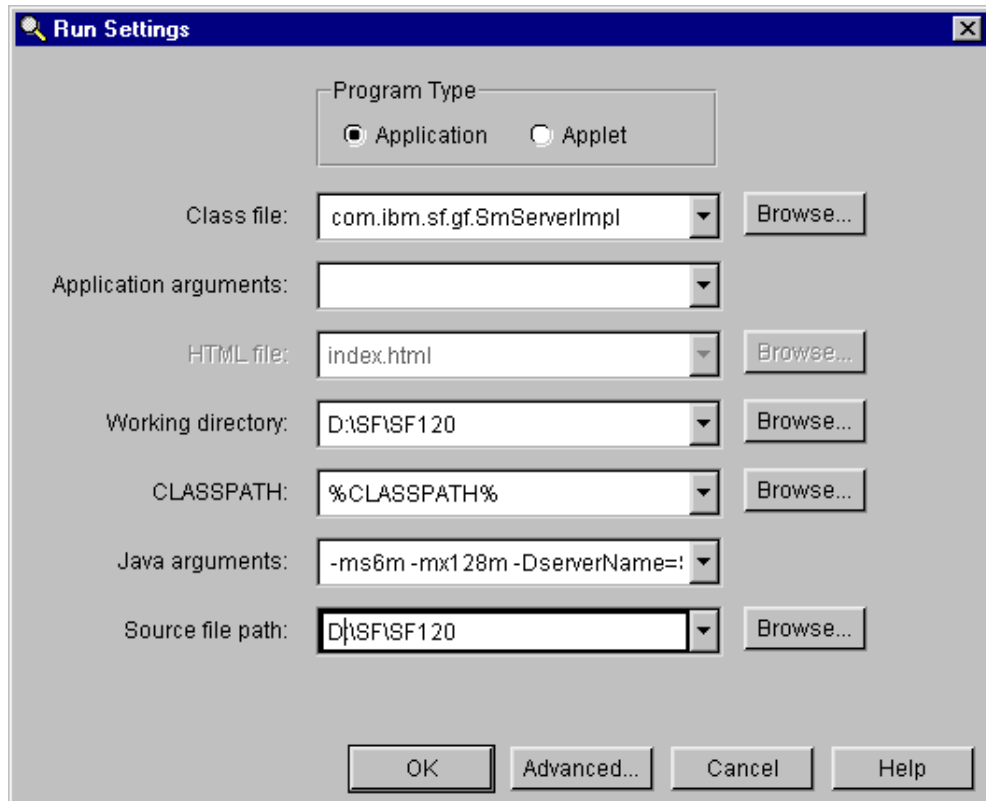 Run Settings
Program Type
Application Applet
Class file: com.ibm.sf.gf.SmServerImpl Browse...
Application arguments:
HTML file: index.html Browse...
Working directory: D:\SF\SF120 Browse...
CLASSPATH: %CLASSPATH% Browse...
Java arguments: -ms6m -mx128m -DserverName=
Source file path: D:\SF\SF120 Browse...
OK Advanced... Cancel Help